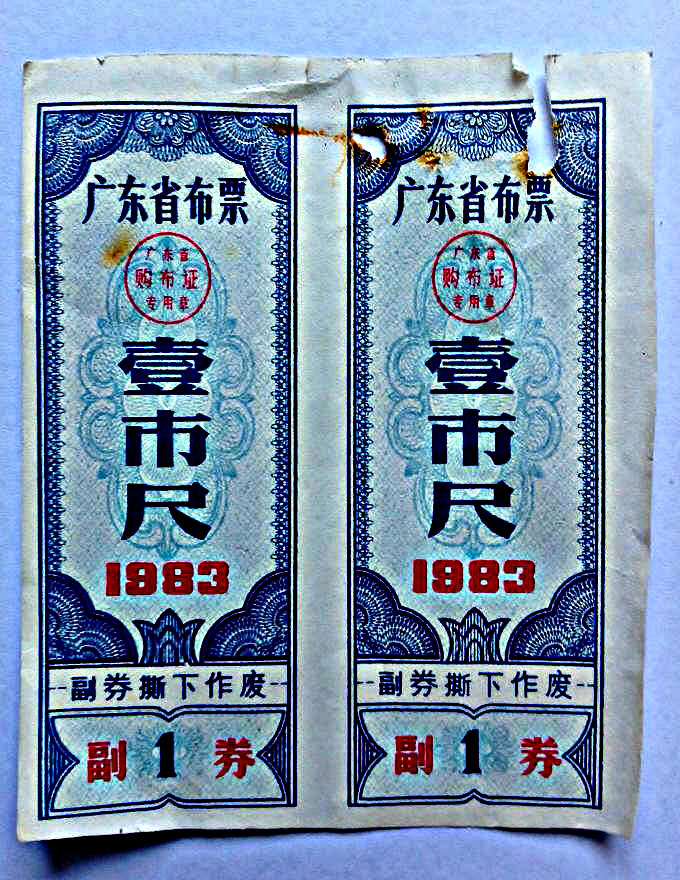 广东省布票
广东省
购布证
专用章
壹
市
尺
1983
副券撕下作废
副 1 券
广东省布票
广东省
购布证
专用章
壹
市
尺
1983
副券撕下作废
副 1 券